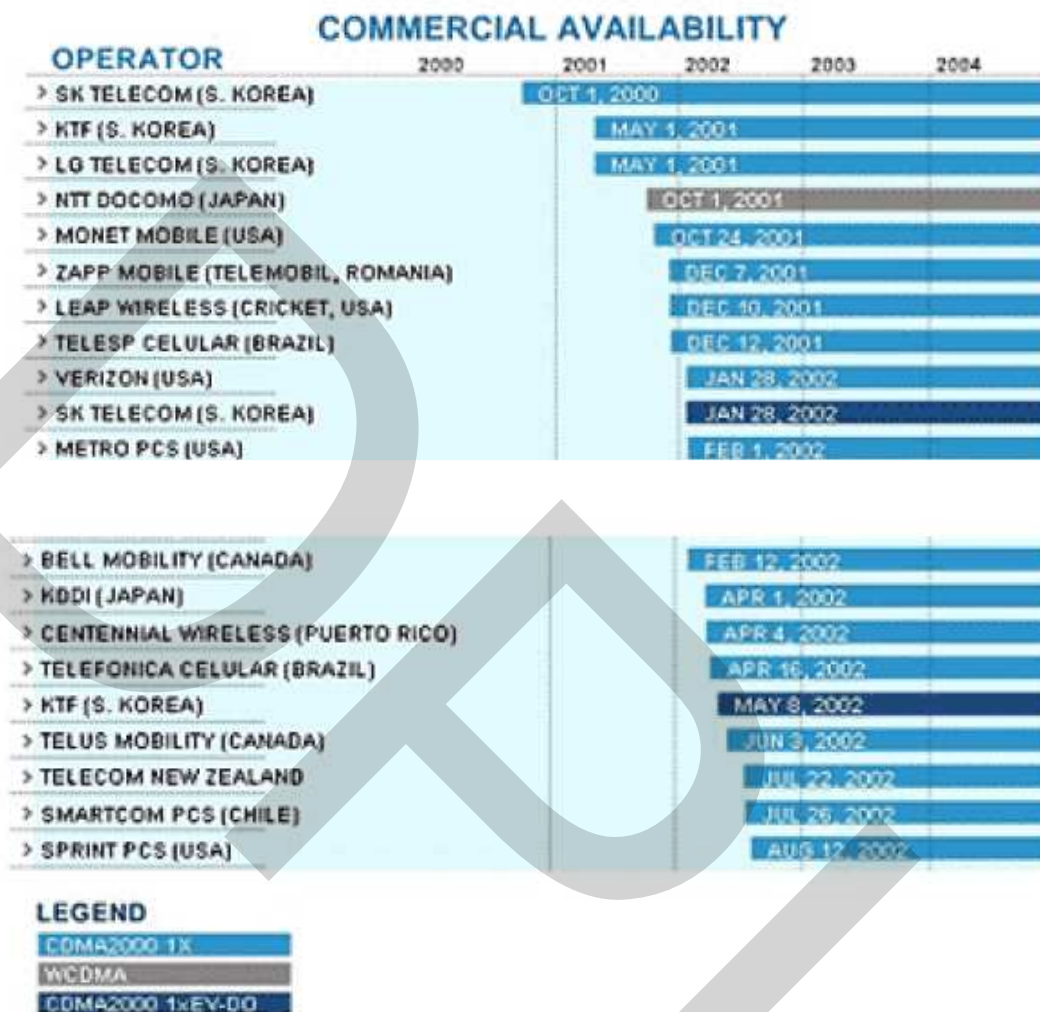 COMMERCIAL AVAILABILITY
OPERATOR 2000 2001 2002 2003 2004
> SK TELECOM (S. KOREA) OCT 1, 2000
> KTF (S. KOREA) MAY 1, 2001
> LG TELECOM (S. KOREA) MAY 1, 2001
> NTT DOCOMO (JAPAN) OCT 1, 2001
> MONET MOBILE (USA) OCT 24, 2001
> ZAPP MOBILE (TELEMOBIL, ROMANIA) DEC 7, 2001
> LEAP WIRELESS (CRICKET, USA) DEC 10, 2001
> TELESP CELULAR (BRAZIL) DEC 12, 2001
> VERIZON (USA) JAN 28, 2002
> SK TELECOM (S. KOREA) JAN 28, 2002
> METRO PCS (USA) FEB 1, 2002
> BELL MOBILITY (CANADA) FEB 12, 2002
> KDDI (JAPAN) APR 1, 2002
> CENTENNIAL WIRELESS (PUERTO RICO) APR 4, 2002
> TELEFONICA CELULAR (BRAZIL) APR 16, 2002
> KTF (S. KOREA) MAY 8, 2002
> TELUS MOBILITY (CANADA) JUN 3, 2002
> TELECOM NEW ZEALAND JUL 22, 2002
> SMARTCOM PCS (CHILE) JUL 26, 2002
> SPRINT PCS (USA) AUG 12, 2002
LEGEND
CDMA2000 1X
WCDMA
CDMA2000 1xEV-DO